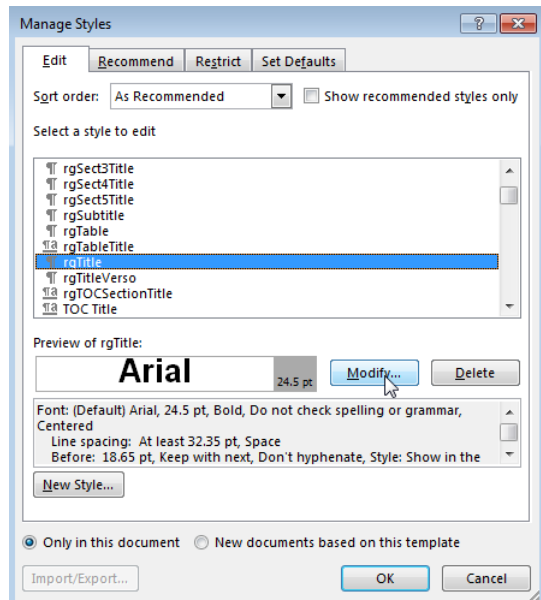 Manage Styles
Edit Recommend Restrict Set Defaults
Sort order: As Recommended Show recommended styles only
Select a style to edit
¶ rgSect3Title
¶ rgSect4Title
¶ rgSect5Title
¶ rgSubtitle
¶ rgTable
¶a rgTableTitle
¶ rgTitle
¶ rgTitleVerso
¶a rgTOCSectionTitle
¶a TOC Title
Preview of rgTitle:
Arial 24.5 pt Modify... Delete
Font: (Default) Arial, 24.5 pt, Bold, Do not check spelling or grammar,
Centered
Line spacing: At least 32.35 pt, Space
Before: 18.65 pt, Keep with next, Don't hyphenate, Style: Show in the
New Style...
Only in this document New documents based on this template
Import/Export... OK Cancel